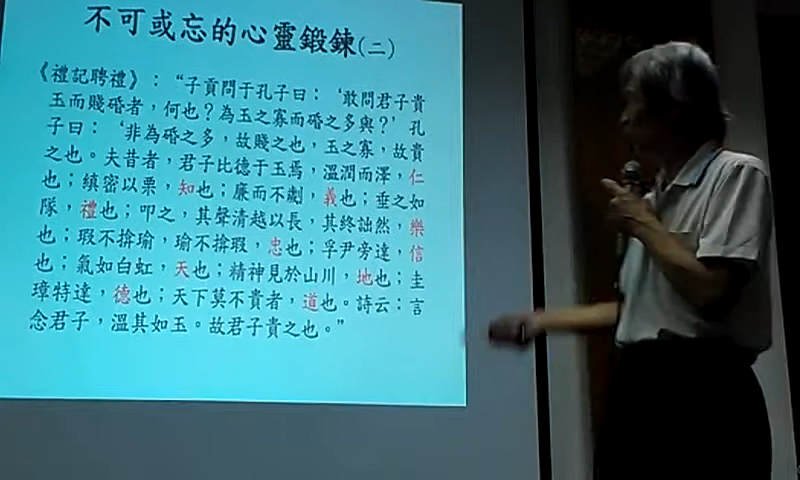 不可或忘的心靈鍛鍊(二)
《禮記聘禮》：“子貢問于孔子曰：‘敢問君子貴
玉而賤碈者，何也？為玉之寡而碈之多與？’孔
子曰：‘非為碈之多，故賤之也，玉之寡，故貴
之也。夫昔者，君子比德于玉焉，溫潤而澤，仁
也；縝密以栗，知也；廉而不劌，義也；垂之如
隊，禮也；叩之，其聲清越以長，其終詘然，樂
也；瑕不揜瑜，瑜不揜瑕，忠也；孚尹旁達，信
也；氣如白虹，天也；精神見於山川，地也；圭
璋特達，德也；天下莫不貴者，道也。詩云：言
念君子，溫其如玉。故君子貴之也。”